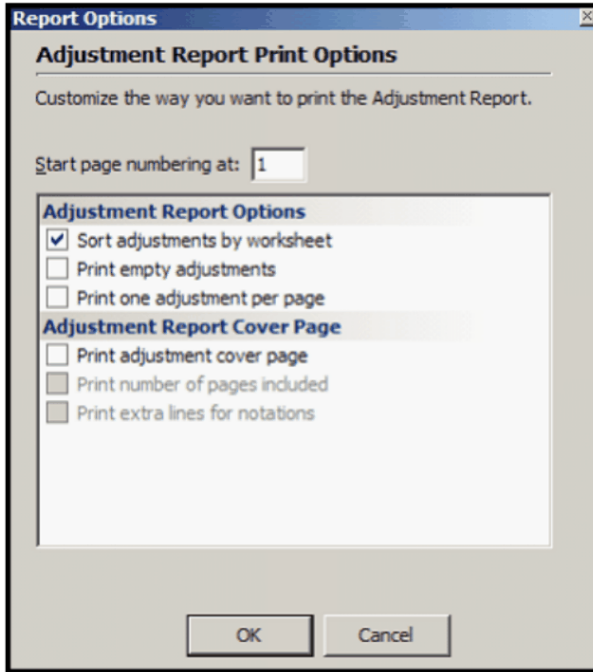 Report Options
Adjustment Report Print Options
Customize the way you want to print the Adjustment Report.
Start page numbering at: 1
Adjustment Report Options
Sort adjustments by worksheet
Print empty adjustments
Print one adjustment per page
Adjustment Report Cover Page
Print adjustment cover page
Print number of pages included
Print extra lines for notations
OK Cancel